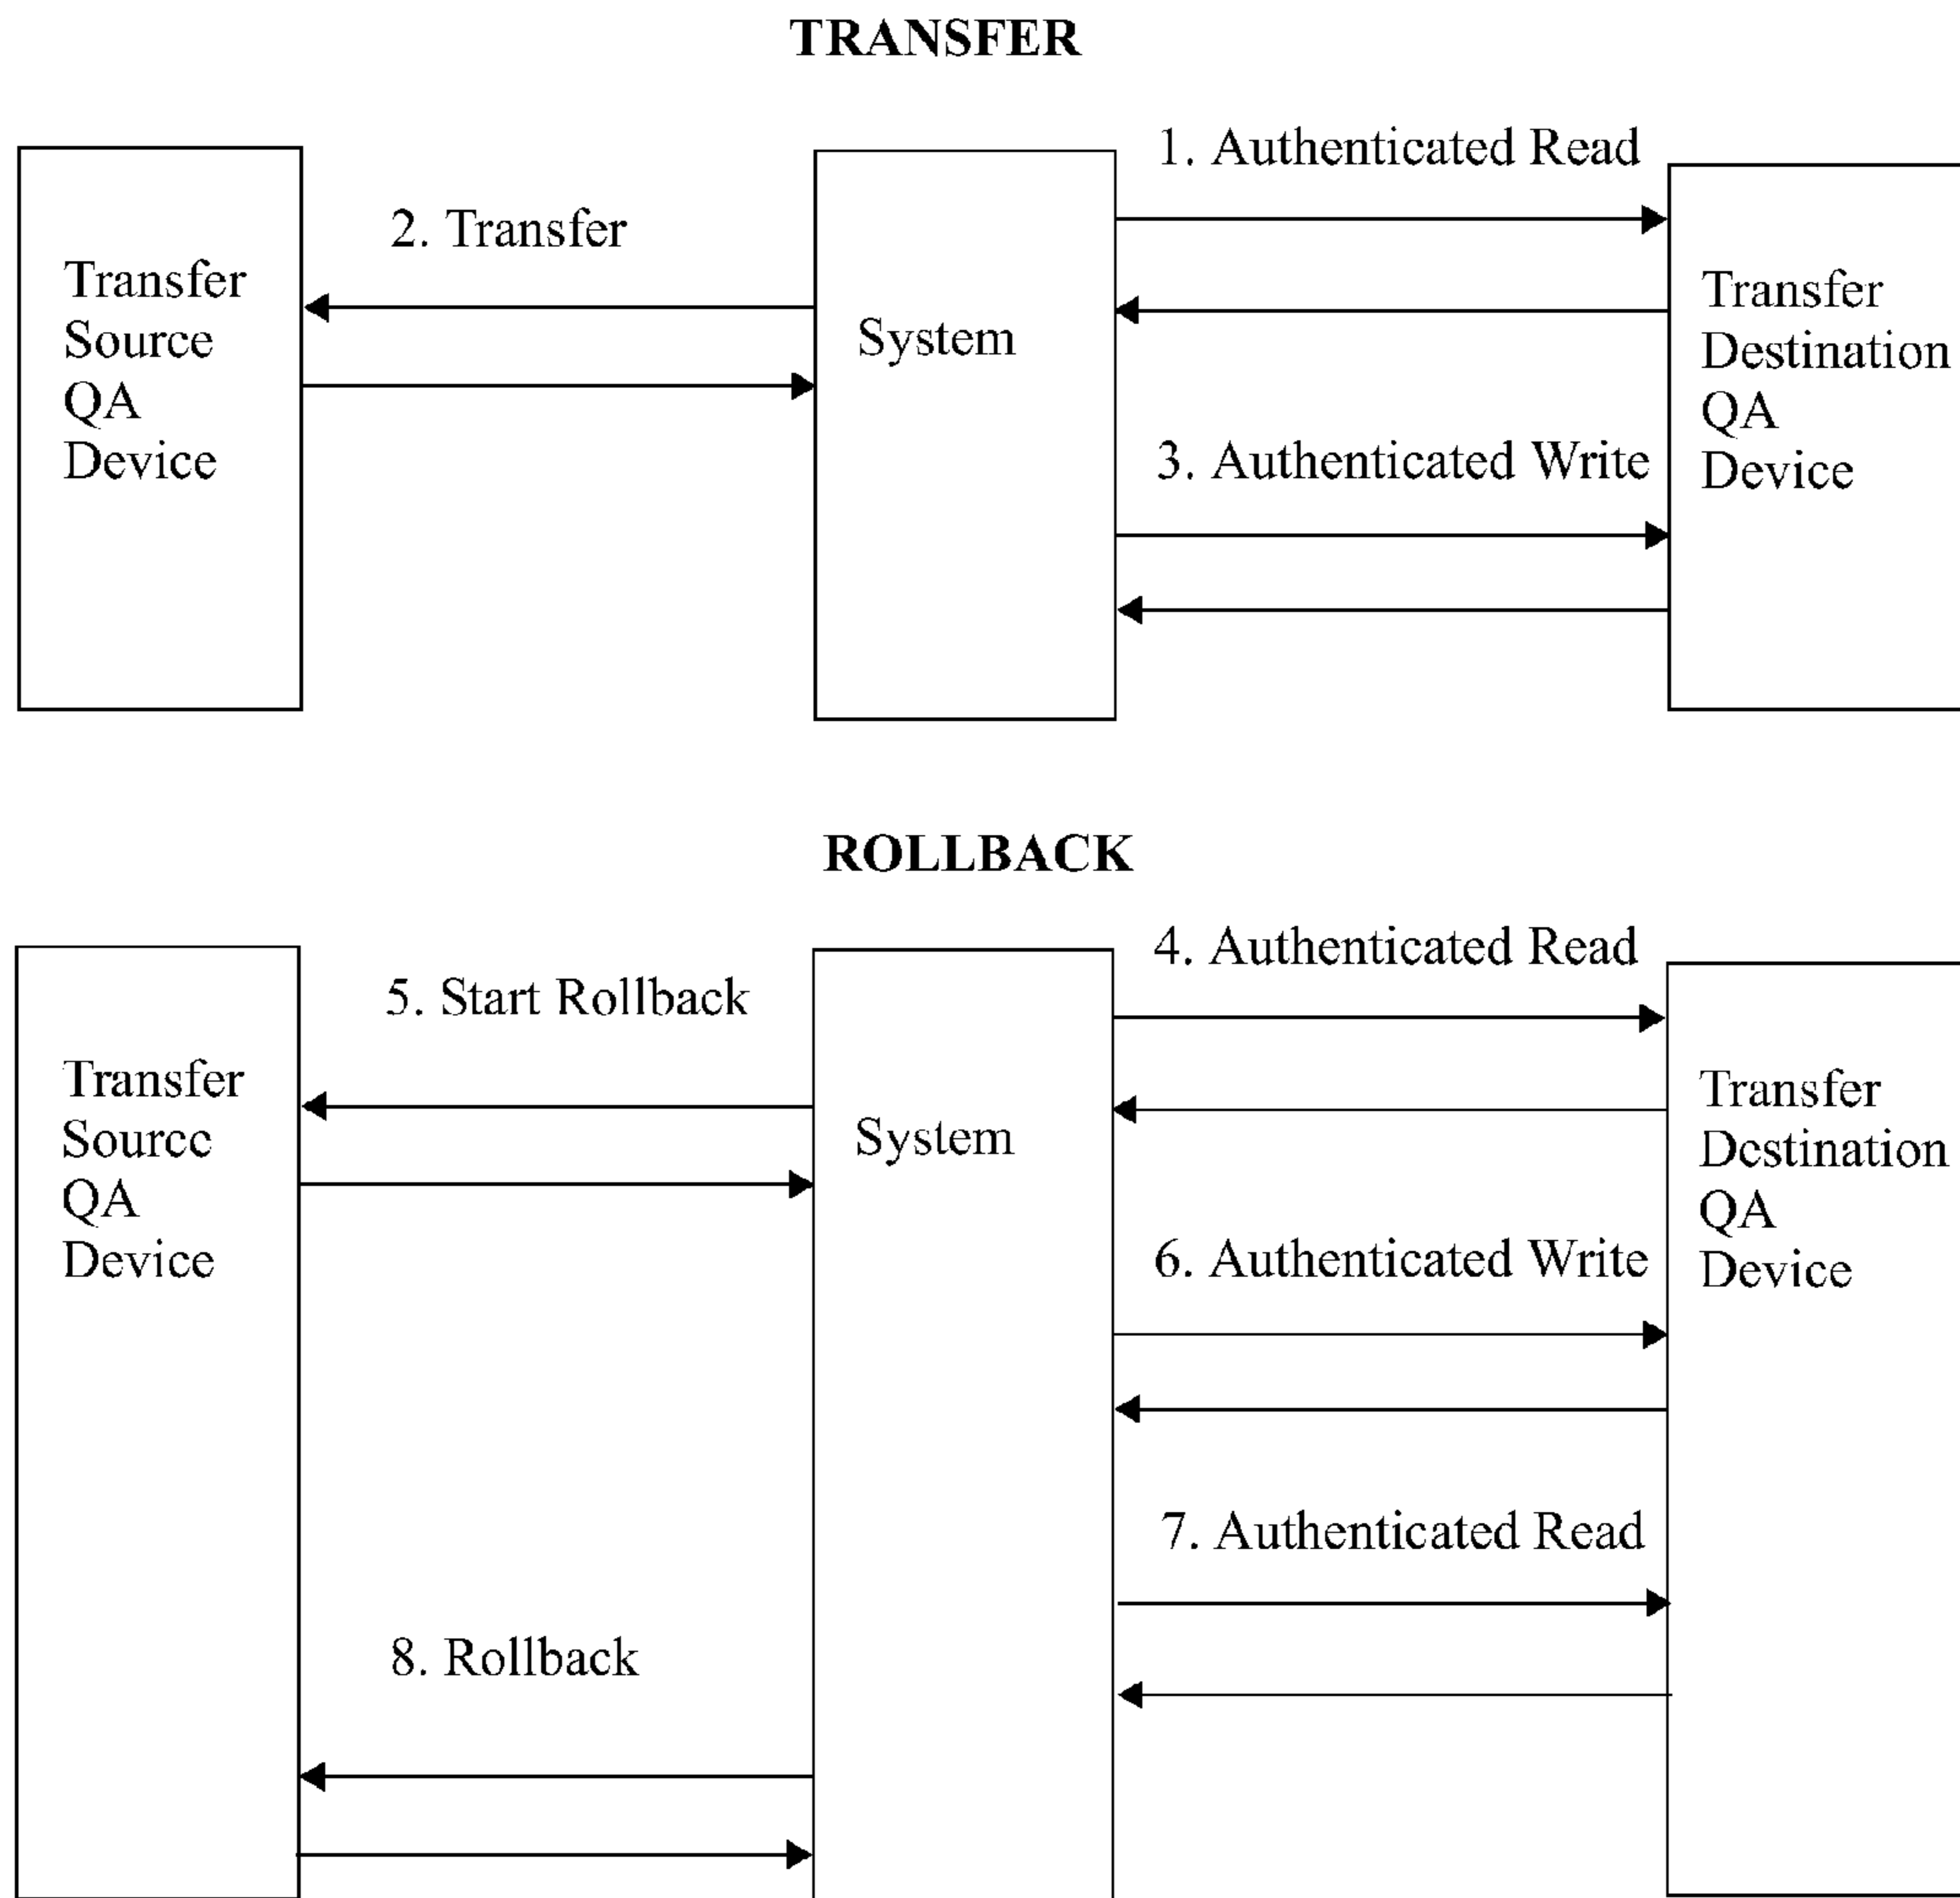 TRANSFER
1. Authenticated Read
2. Transfer
Transfer
Source
QA
Device
System
Transfer
Destination
QA
Device
3. Authenticated Write
ROLLBACK
4. Authenticated Read
5. Start Rollback
Transfer
Source
QA
Device
System
Transfer
Destination
QA
Device
6. Authenticated Write
7. Authenticated Read
8. Rollback